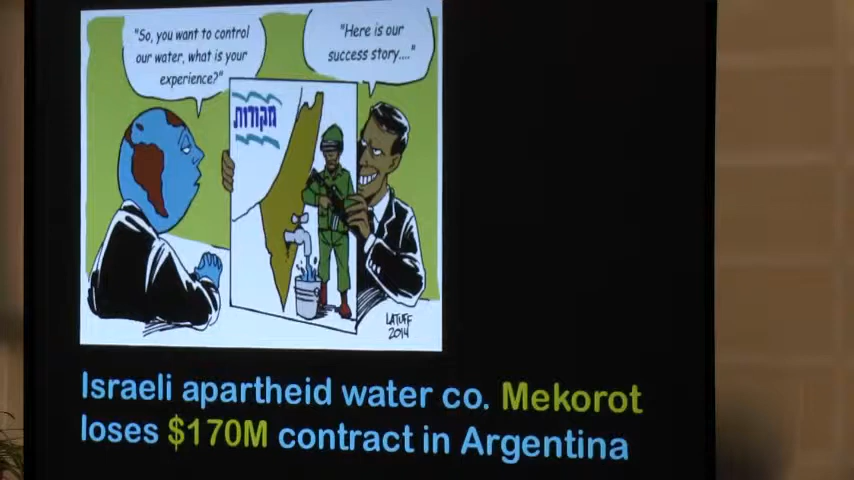 "So, you want to control
our water, what is your
experience?"
"Here is our
success story...."
מקורות
LATUFF
2014
Israeli apartheid water co. Mekorot
loses $170M contract in Argentina